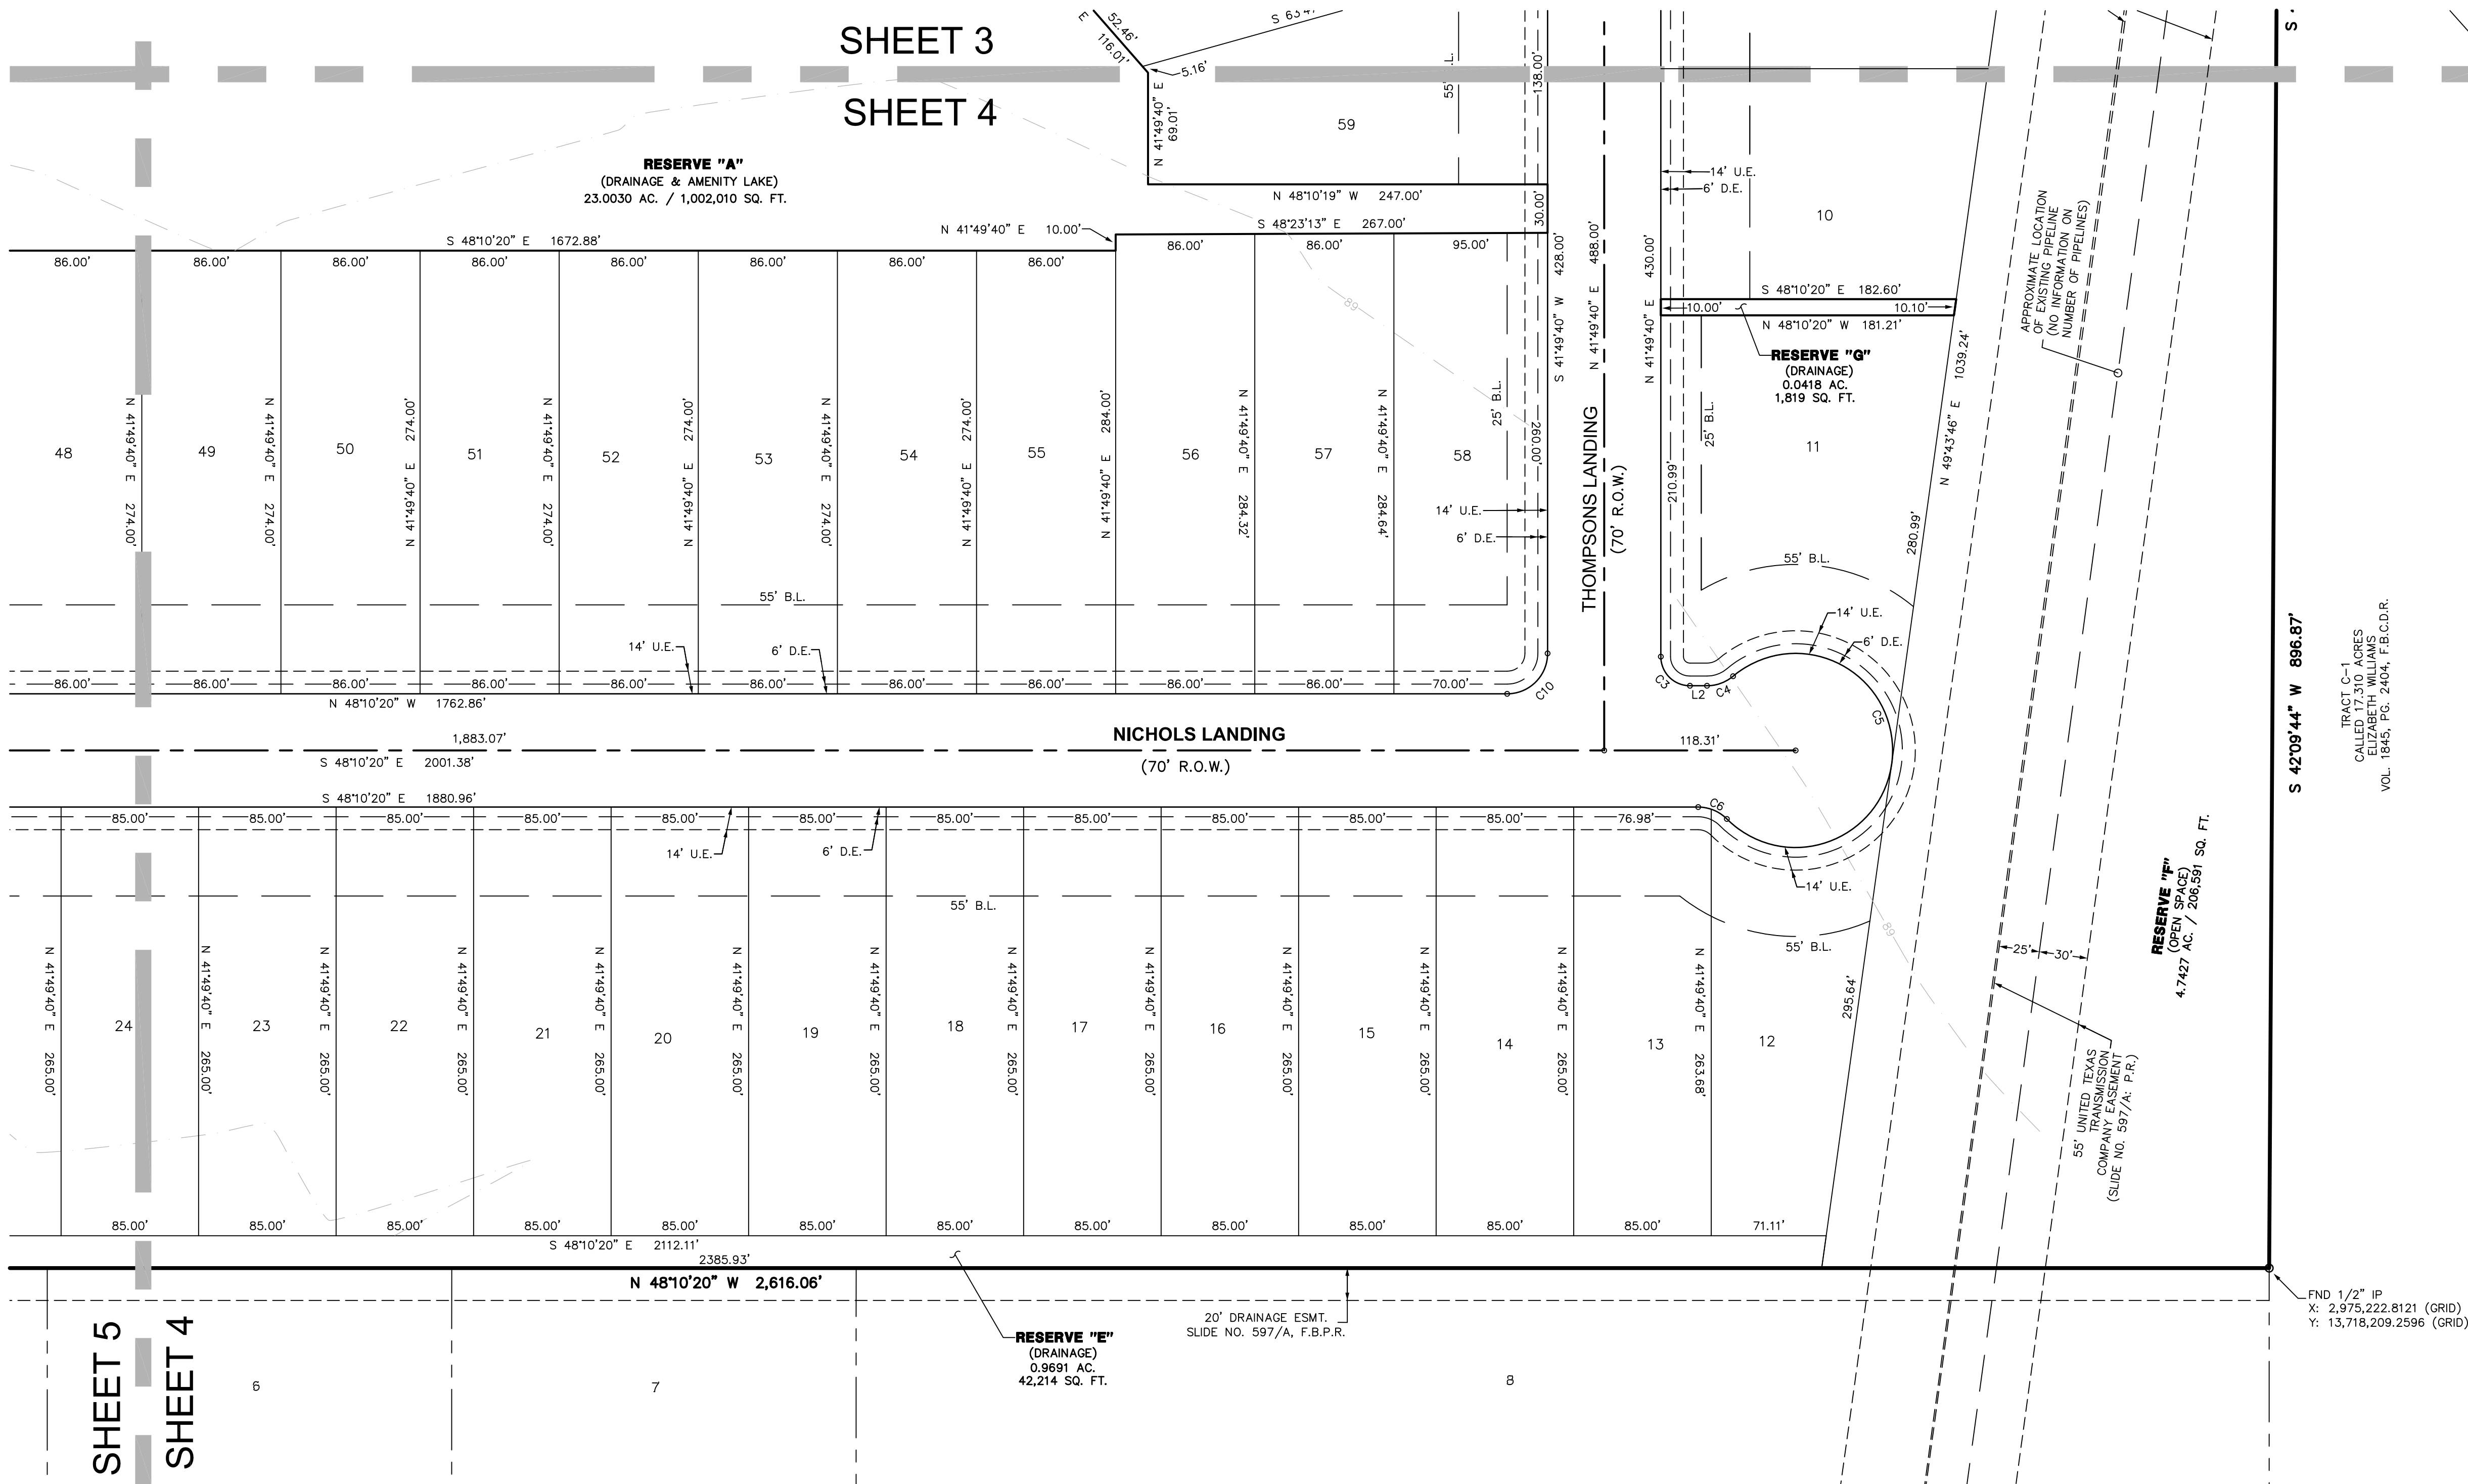 SHEET 3
SHEET 4
52.46'
E
116.01'
5.16'
N 41°49'40" E
69.01'
55' B.L.
138.00'
59
RESERVE "A"
(DRAINAGE & AMENITY LAKE)
23.0030 AC. / 1,002,010 SQ. FT.
N 48°10'19" W 247.00'
30.00'
N 41°49'40" E 10.00'
S 48°23'13" E 267.00'
S 48°10'20" E 1672.88'
86.00'
86.00'
86.00'
86.00'
86.00'
86.00'
86.00'
86.00'
86.00'
86.00'
95.00'
14' U.E.
6' D.E.
10
S 41°49'40" W 428.00'
N 41°49'40" E 488.00'
N 41°49'40" E 430.00'
S 48°10'20" E 182.60'
10.00'
10.10'
N 48°10'20" W 181.21'
RESERVE "G"
(DRAINAGE)
0.0418 AC.
1,819 SQ. FT.
APPROXIMATE LOCATION
OF EXISTING PIPELINE
(NO INFORMATION ON
NUMBER OF PIPELINES)
N 49°43'46" E 1039.24'
89
48
N 41°49'40" E 274.00'
49
N 41°49'40" E 274.00'
50
N 41°49'40" E 274.00'
51
N 41°49'40" E 274.00'
52
N 41°49'40" E 274.00'
53
N 41°49'40" E 274.00'
54
N 41°49'40" E 274.00'
55
N 41°49'40" E 284.00'
56
N 41°49'40" E 284.32'
57
N 41°49'40" E 284.64'
58
25' B.L.
260.00'
14' U.E.
6' D.E.
THOMPSONS LANDING
(70' R.O.W.)
210.99'
25' B.L.
11
280.99'
55' B.L.
14' U.E.
6' D.E.
55' B.L.
14' U.E.
6' D.E.
86.00'
86.00'
86.00'
86.00'
86.00'
86.00'
86.00'
86.00'
86.00'
86.00'
70.00'
C10
C3
L2
C4
C5
N 48°10'20" W 1762.86'
1,883.07'
NICHOLS LANDING
(70' R.O.W.)
118.31'
S 48°10'20" E 2001.38'
S 48°10'20" E 1880.96'
85.00'
85.00'
85.00'
85.00'
85.00'
85.00'
85.00'
85.00'
85.00'
85.00'
85.00'
76.98'
C6
14' U.E.
6' D.E.
14' U.E.
55' B.L.
55' B.L.
89
S 42°09'44" W 896.87'
TRACT C-1
CALLED 17.310 ACRES
ELIZABETH WILLIAMS
VOL. 1845, PG. 2404, F.B.C.D.R.
RESERVE "F"
(OPEN SPACE)
4.7427 AC. / 206,591 SQ. FT.
25'
30'
N 41°49'40" E 265.00'
24
N 41°49'40" E 265.00'
23
N 41°49'40" E 265.00'
22
N 41°49'40" E 265.00'
21
N 41°49'40" E 265.00'
20
N 41°49'40" E 265.00'
19
N 41°49'40" E 265.00'
18
N 41°49'40" E 265.00'
17
N 41°49'40" E 265.00'
16
N 41°49'40" E 265.00'
15
N 41°49'40" E 265.00'
14
N 41°49'40" E 265.00'
13
N 41°49'40" E 263.68'
12
295.64'
55' UNITED TEXAS
TRANSMISSION
COMPANY EASEMENT
(SLIDE NO. 597/A: P.R.)
85.00'
85.00'
85.00'
85.00'
85.00'
85.00'
85.00'
85.00'
85.00'
85.00'
85.00'
85.00'
71.11'
S 48°10'20" E 2112.11'
2385.93'
N 48°10'20" W 2,616.06'
20' DRAINAGE ESMT.
SLIDE NO. 597/A, F.B.P.R.
RESERVE "E"
(DRAINAGE)
0.9691 AC.
42,214 SQ. FT.
FND 1/2" IP
X: 2,975,222.8121 (GRID)
Y: 13,718,209.2596 (GRID)
SHEET 5
SHEET 4
6
7
8